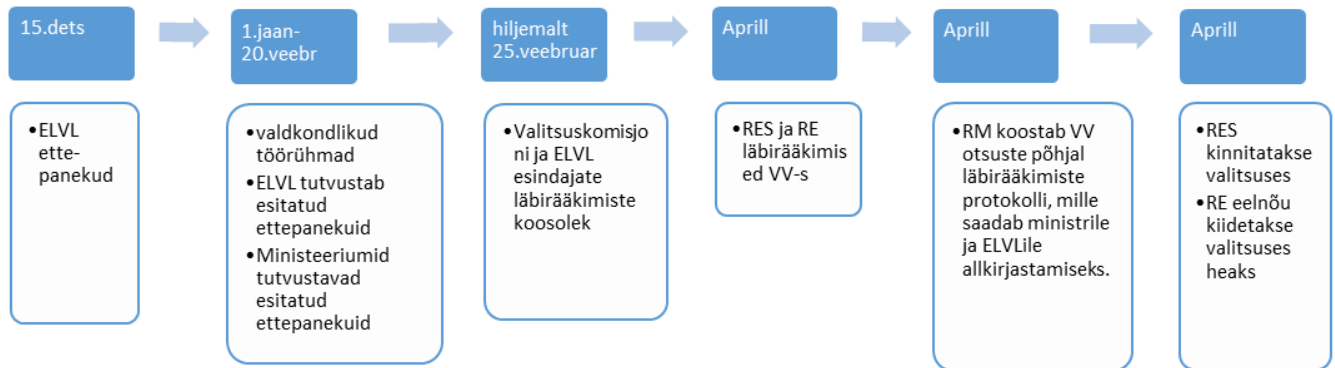 15.dets
•ELVL
ette-
panekud
1.jaan-
20.veebr
•valdkondlikud
töörühmad
•ELVL tutvustab
esitatud
ettepanekuid
•Ministeeriumid
tutvustavad
esitatud
ettepanekuid
hiljemalt
25.veebruar
•Valitsuskomisjo
ni ja ELVL
esindajate
läbirääkimiste
koosolek
Aprill
•RES ja RE
läbirääkimis
ed VV-s
Aprill
•RM koostab VV
otsuste põhjal
läbirääkimiste
protokolli, mille
saadab ministrile
ja ELVLile
allkirjastamiseks.
Aprill
•RES
kinnitatakse
valitsuses
•RE eelnõu
kiidetakse
valitsuses
heaks